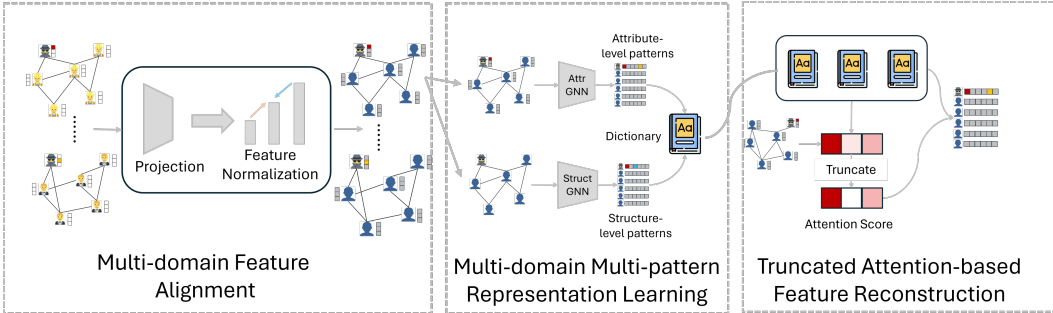 Projection
Feature
Normalization
Multi-domain Feature
Alignment
Attribute-
level patterns
Attr
GNN
Dictionary
Aa
Struct
GNN
Structure-
level patterns
Multi-domain Multi-pattern
Representation Learning
Aa
Aa
Aa
Truncate
Attention Score
Truncated Attention-based
Feature Reconstruction